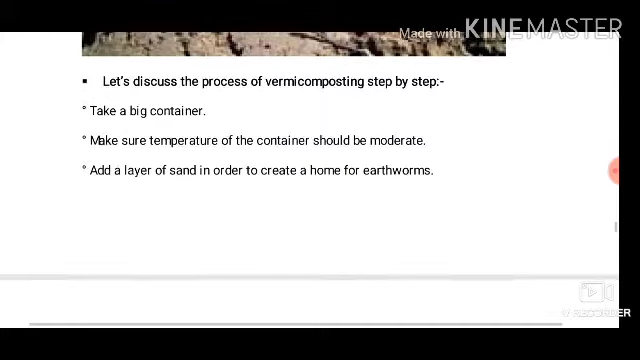 Made with KINEMASTER
▪ Let's discuss the process of vermicomposting step by step:-
° Take a big container.
° Make sure temperature of the container should be moderate.
° Add a layer of sand in order to create a home for earthworms.